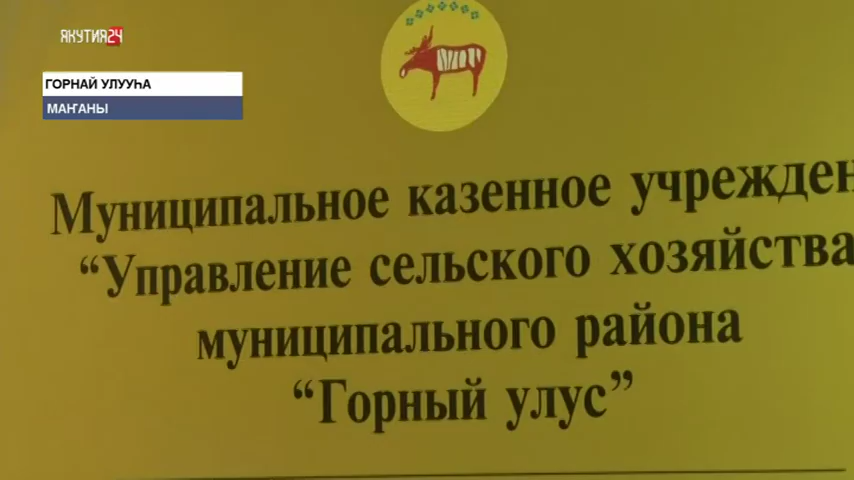 ЯКУТИЯ24
ГОРНАЙ УЛУУҺА
МАҤАНЫ
Муниципальное казенное учрежден
“Управление сельского хозяйства
муниципального района
“Горный улус”